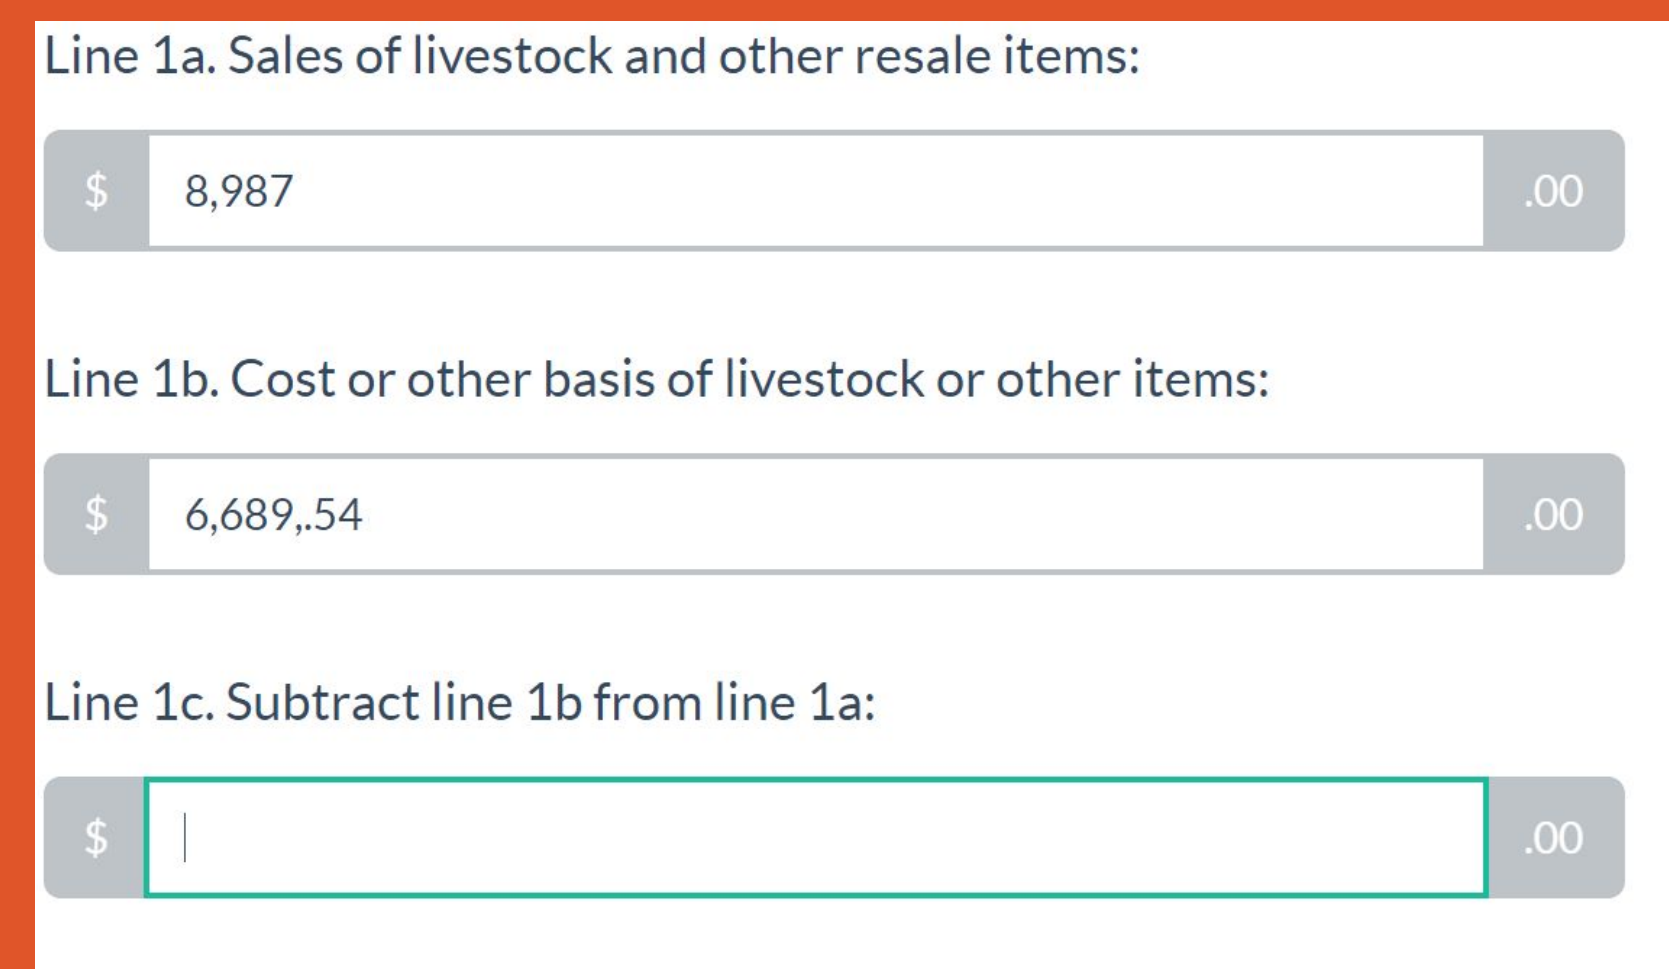 Line 1a. Sales of livestock and other resale items:
$ 8,987 .00
Line 1b. Cost or other basis of livestock or other items:
$ 6,689,.54 .00
Line 1c. Subtract line 1b from line 1a:
$ .00